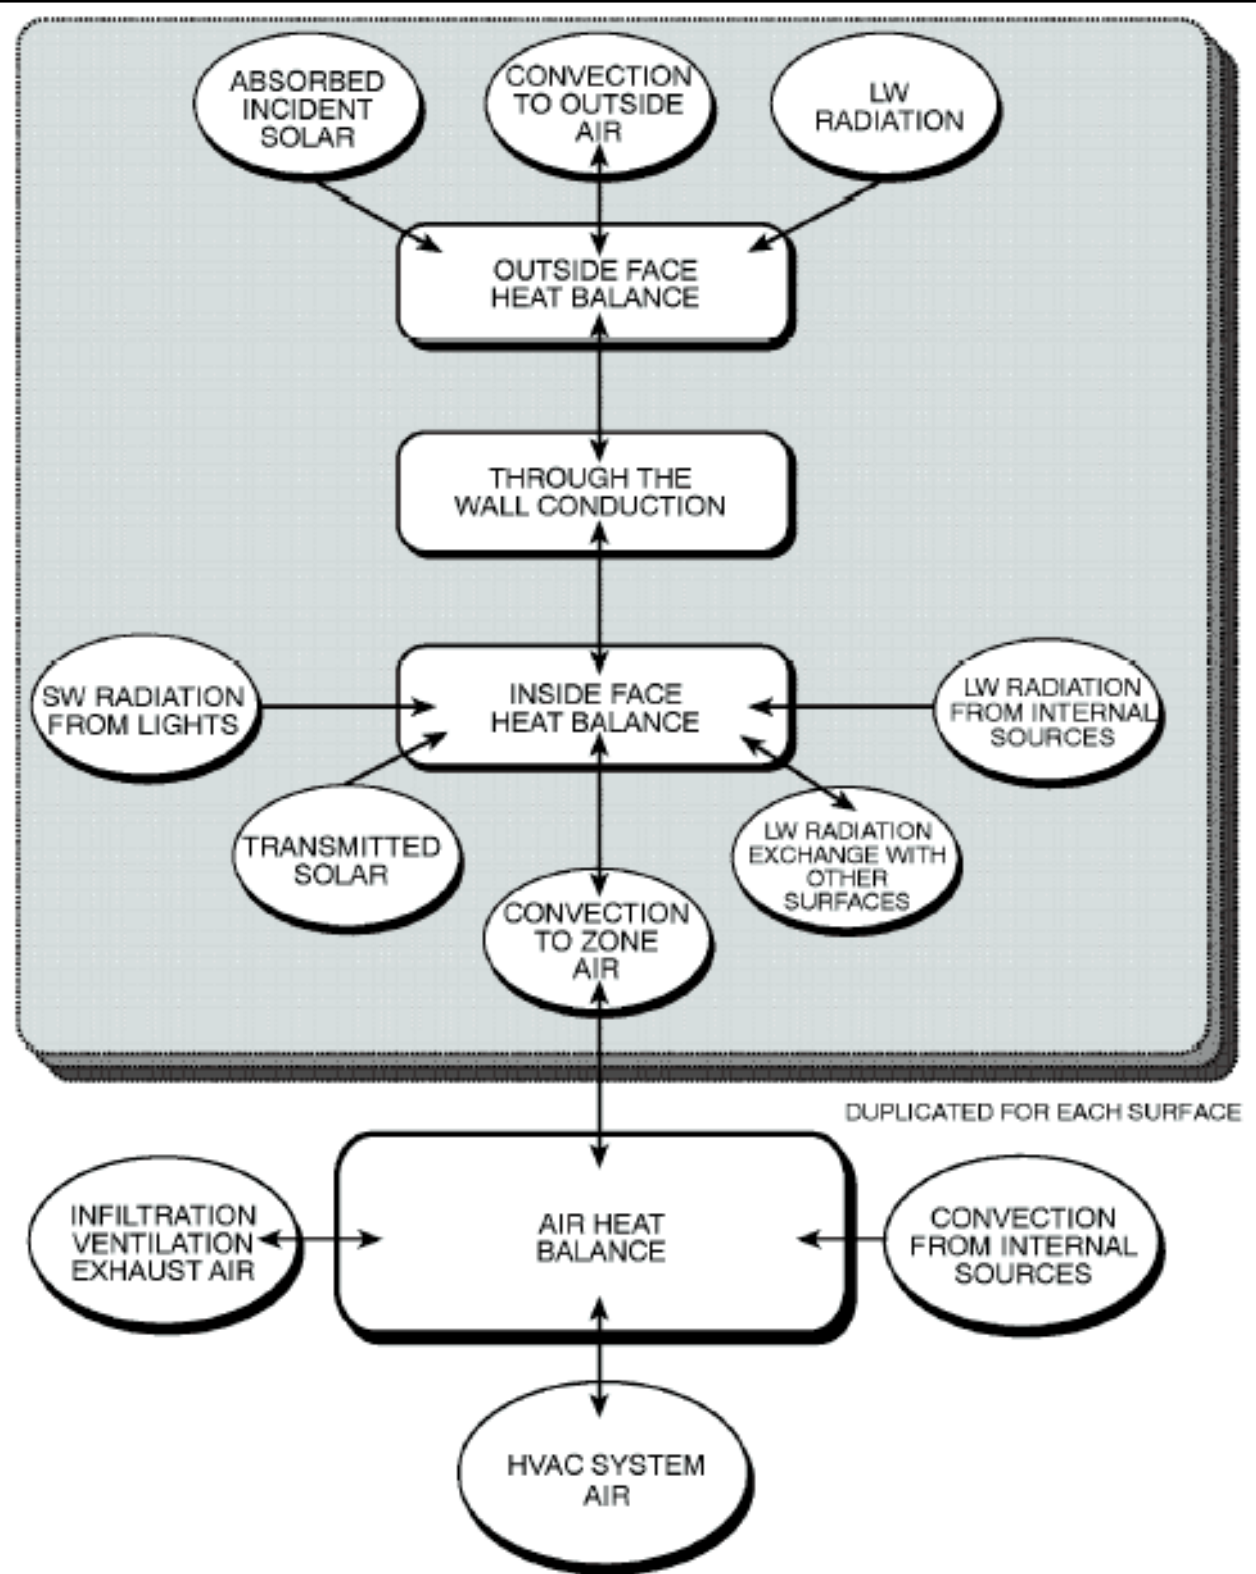 ABSORBED
INCIDENT
SOLAR
CONVECTION
TO OUTSIDE
AIR
LW
RADIATION
OUTSIDE FACE
HEAT BALANCE
THROUGH THE
WALL CONDUCTION
SW RADIATION
FROM LIGHTS
INSIDE FACE
HEAT BALANCE
LW RADIATION
FROM INTERNAL
SOURCES
TRANSMITTED
SOLAR
CONVECTION
TO ZONE
AIR
LW RADIATION
EXCHANGE WITH
OTHER
SURFACES
DUPLICATED FOR EACH SURFACE
INFILTRATION
VENTILATION
EXHAUST AIR
AIR HEAT
BALANCE
CONVECTION
FROM INTERNAL
SOURCES
HVAC SYSTEM
AIR